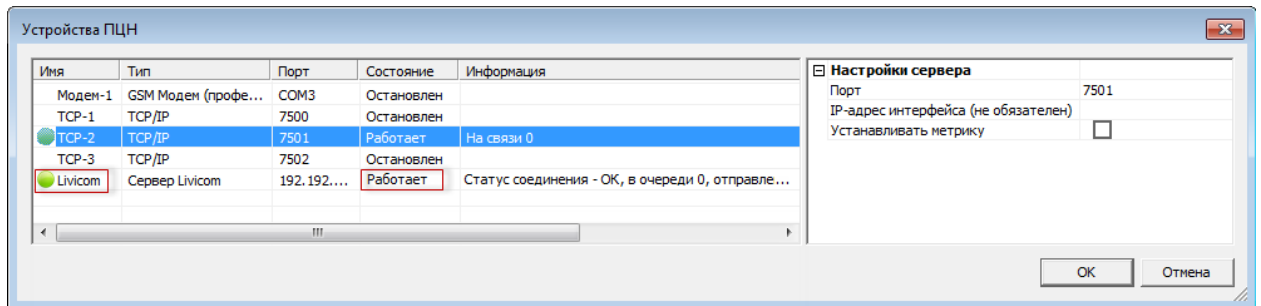 Устройства ПЦН
Имя Тип Порт Состояние Информация
Модем-1 GSM Модем (профе... COM3 Остановлен
TCP-1 TCP/IP 7500 Остановлен
TCP-2 TCP/IP 7501 Работает На связи 0
TCP-3 TCP/IP 7502 Остановлен
Livicom Сервер Livicom 192.192.... Работает Статус соединения - ОК, в очереди 0, отправле...
Настройки сервера
Порт 7501
IP-адрес интерфейса (не обязателен)
Устанавливать метрику
ОК Отмена